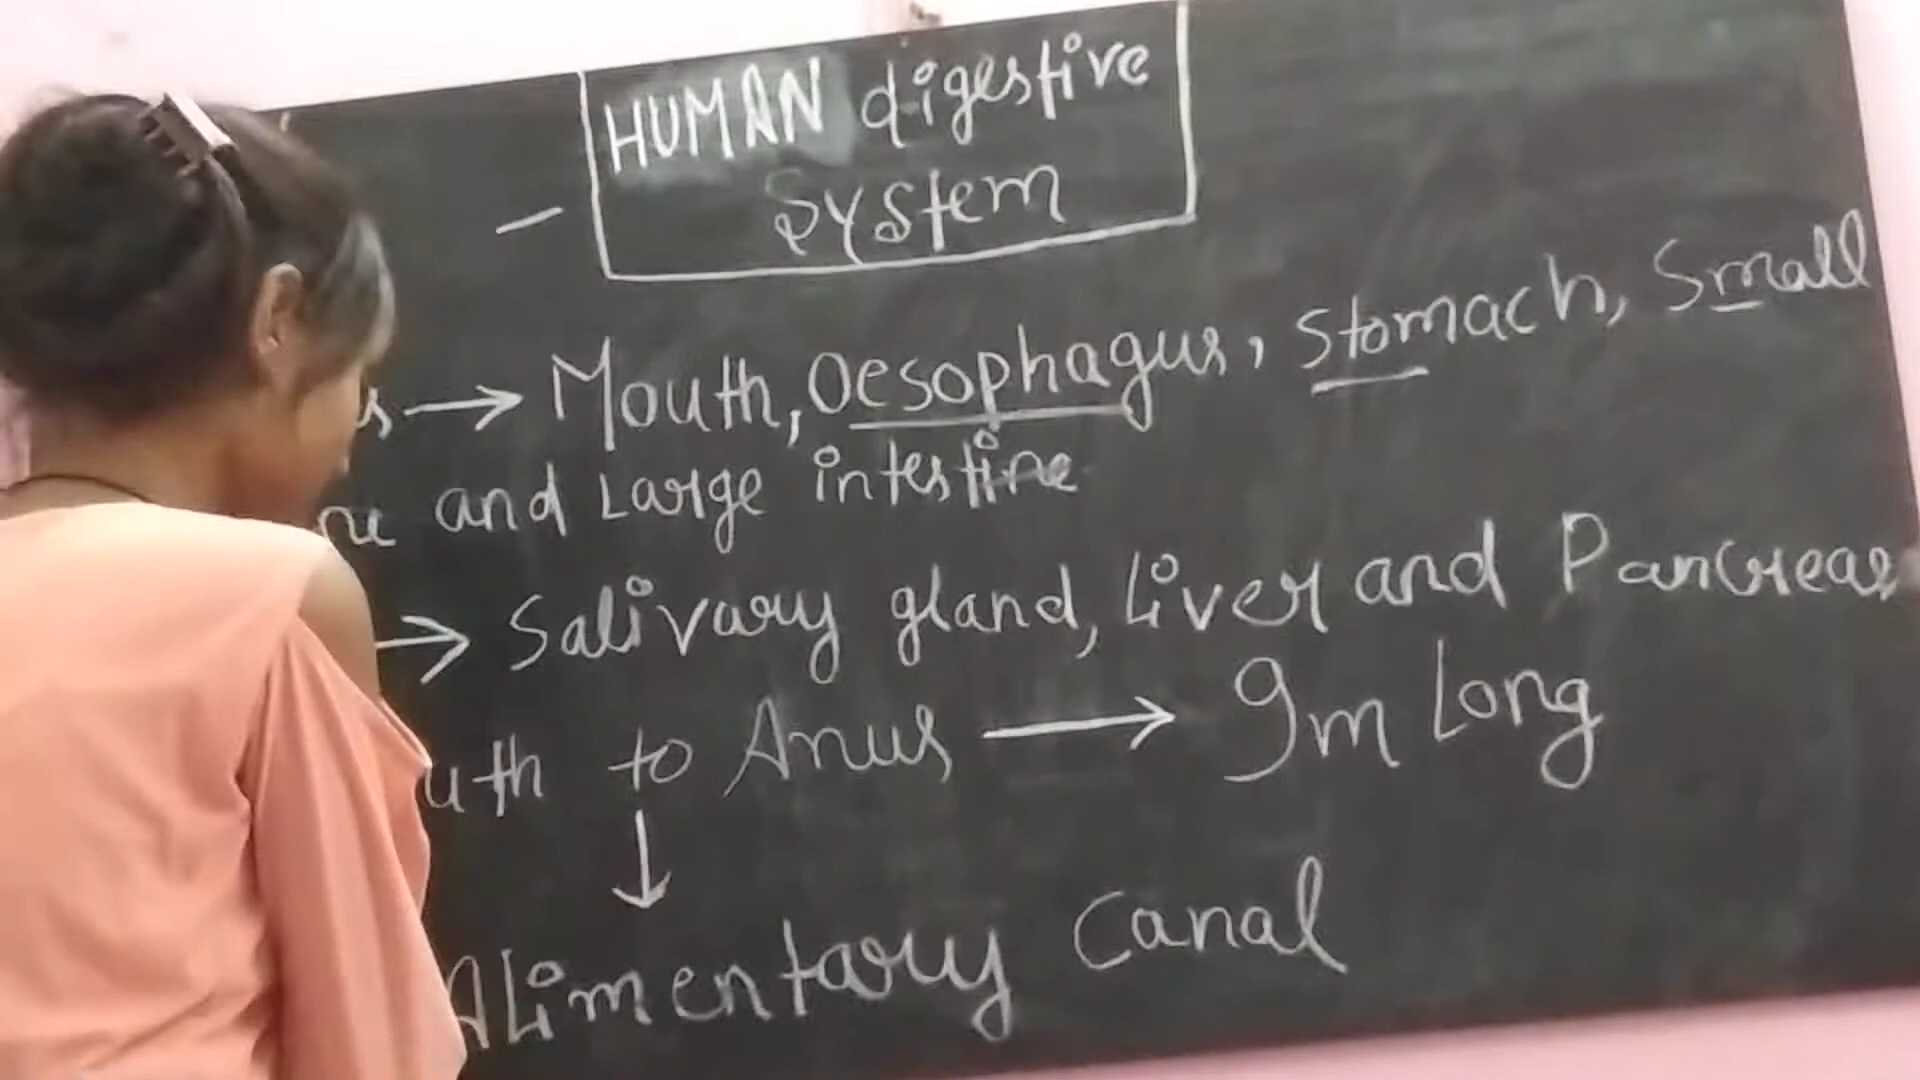 HUMAN digestive
System
→ Mouth, Oesophagus, Stomach, Small
and Large intestine
→ Salivary gland, Liver and Pancreas
to Anus → 9m Long
↓
Alimentary Canal